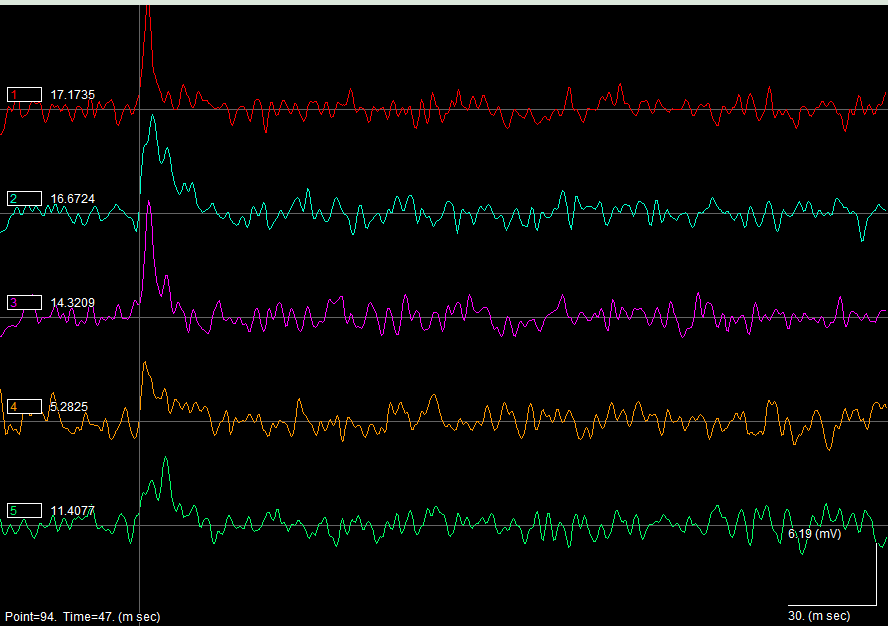 1 17.1735
2 16.6724
3 14.3209
4 5.2825
5 11.4077
6.19 (mV)
30. (m sec)
Point=94. Time=47. (m sec)